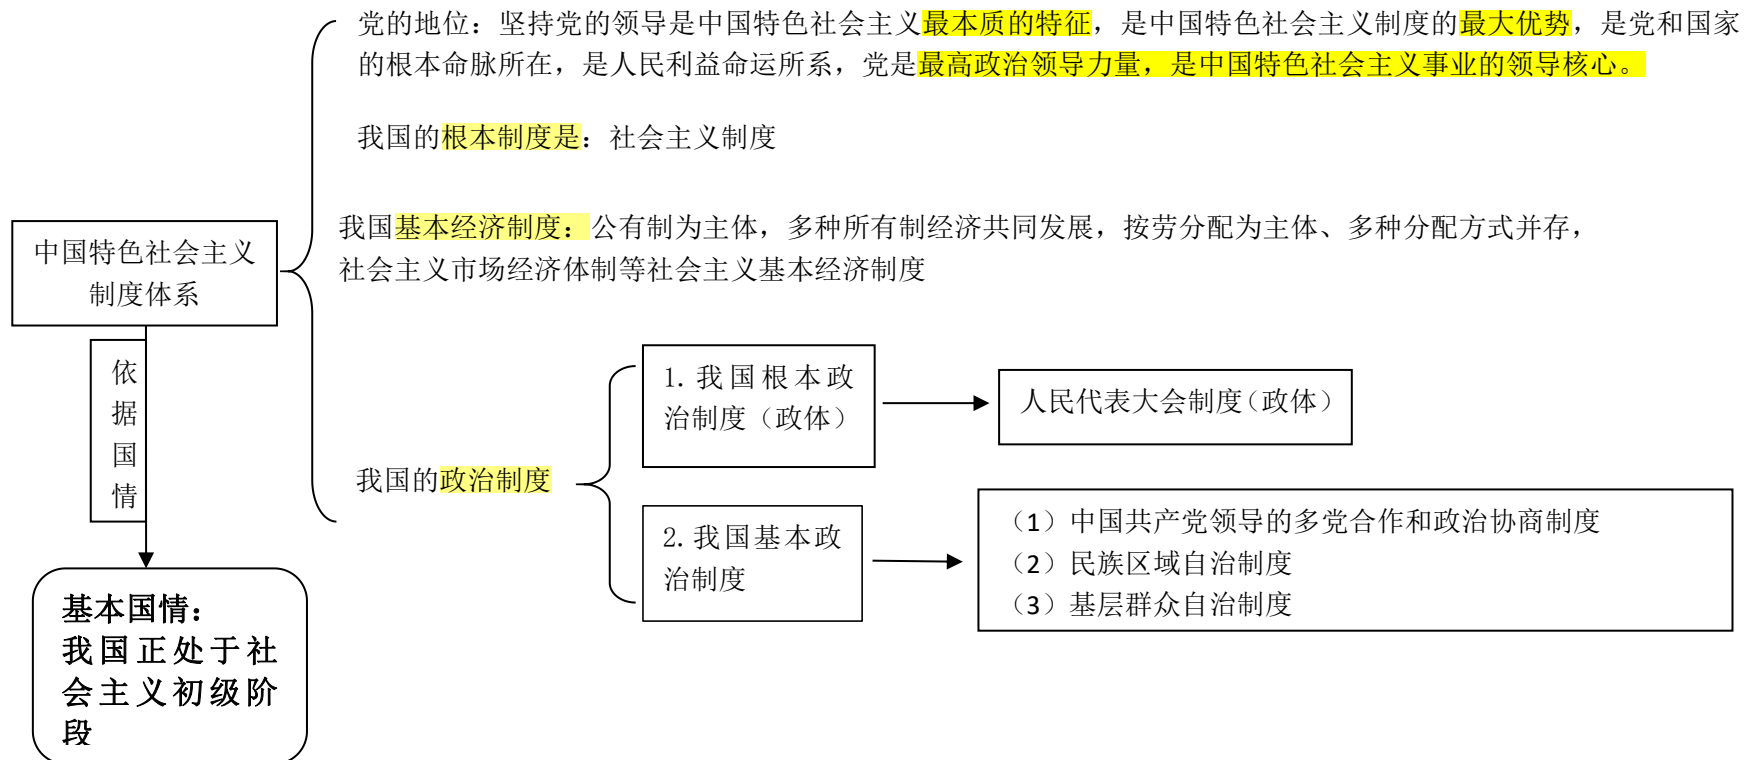 党的地位：坚持党的领导是中国特色社会主义最本质的特征，是中国特色社会主义制度的最大优势，是党和国家
的根本命脉所在，是人民利益命运所系，党是最高政治领导力量，是中国特色社会主义事业的领导核心。
我国的根本制度是：社会主义制度
中国特色社会主义
制度体系
我国基本经济制度：公有制为主体，多种所有制经济共同发展，按劳分配为主体、多种分配方式并存，
社会主义市场经济体制等社会主义基本经济制度
依
据
国
情
我国的政治制度
1.我国根本政
治制度（政体）
人民代表大会制度（政体）
2.我国基本政
治制度
（1）中国共产党领导的多党合作和政治协商制度
（2）民族区域自治制度
（3）基层群众自治制度
基本国情：
我国正处于社
会主义初级阶
段